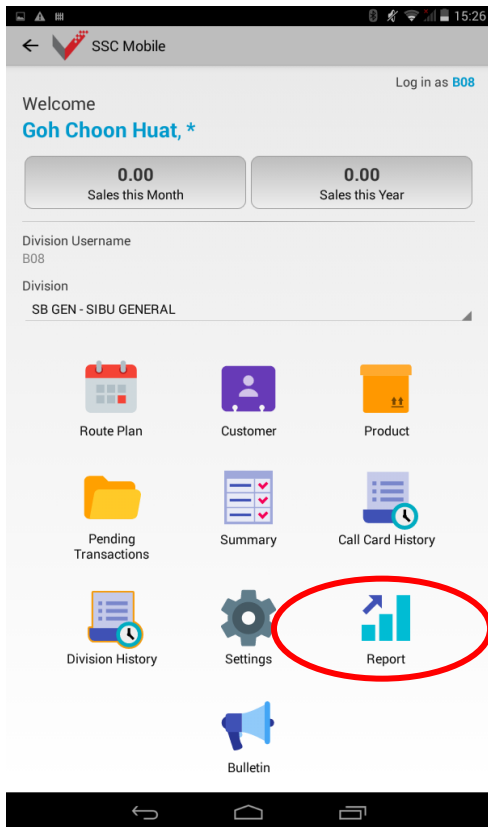 15:26
SSC Mobile
Log in as B08
Welcome
Goh Choon Huat, *
0.00
Sales this Month
0.00
Sales this Year
Division Username
B08
Division
SB GEN - SIBU GENERAL
Route Plan
Customer
Product
Pending
Transactions
Summary
Call Card History
Division History
Settings
Report
Bulletin